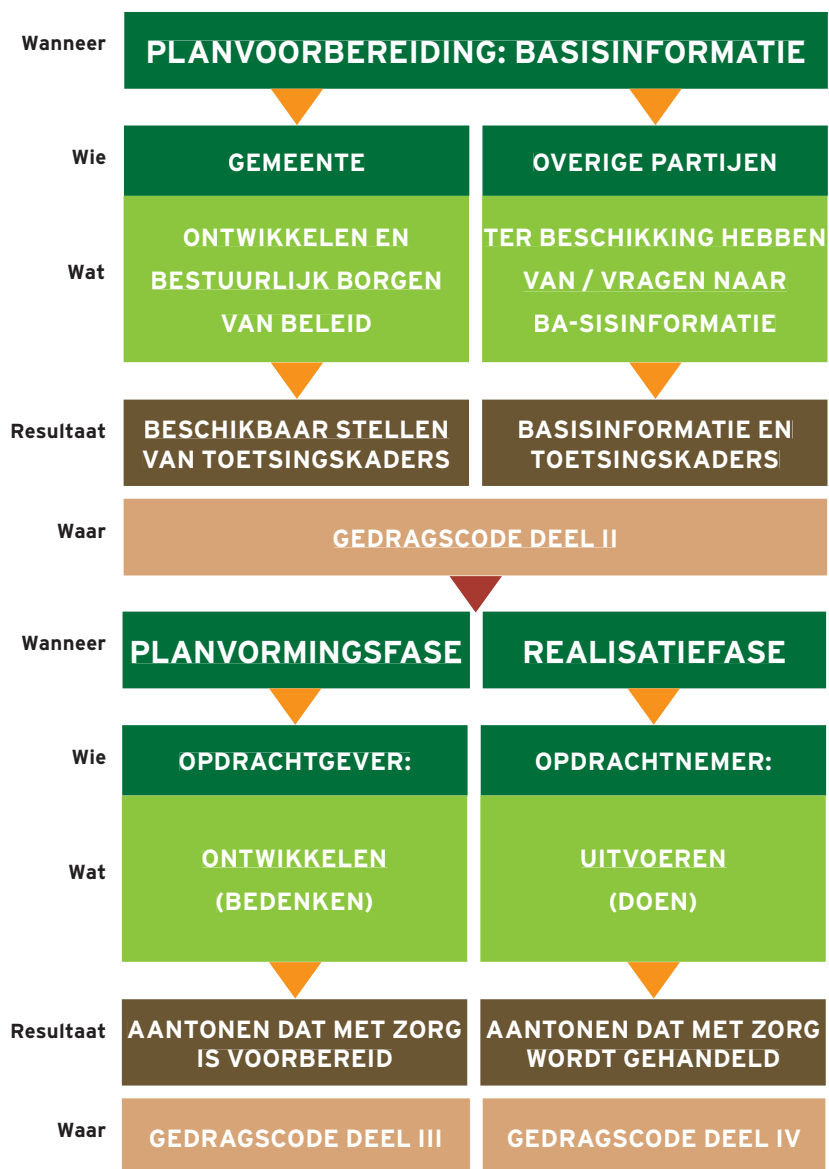 Wanneer
PLANVOORBEREIDING: BASISINFORMATIE
Wie
GEMEENTE
OVERIGE PARTIJEN
Wat
ONTWIKKELEN EN
BESTUURLIJK BORGEN
VAN BELEID
TER BESCHIKKING HEBBEN
VAN / VRAGEN NAAR
BA-SISINFORMATIE
Resultaat
BESCHIKBAAR STELLEN
VAN TOETSINGSKADERS
BASISINFORMATIE EN
TOETSINGSKADERS
Waar
GEDRAGSCODE DEEL II
Wanneer
PLANVORMINGSFASE
REALISATIEFASE
Wie
OPDRACHTGEVER:
OPDRACHTNEMER:
Wat
ONTWIKKELEN
(BEDENKEN)
UITVOEREN
(DOEN)
Resultaat
AANTONEN DAT MET ZORG
IS VOORBEREID
AANTONEN DAT MET ZORG
WORDT GEHANDELD
Waar
GEDRAGSCODE DEEL III
GEDRAGSCODE DEEL IV